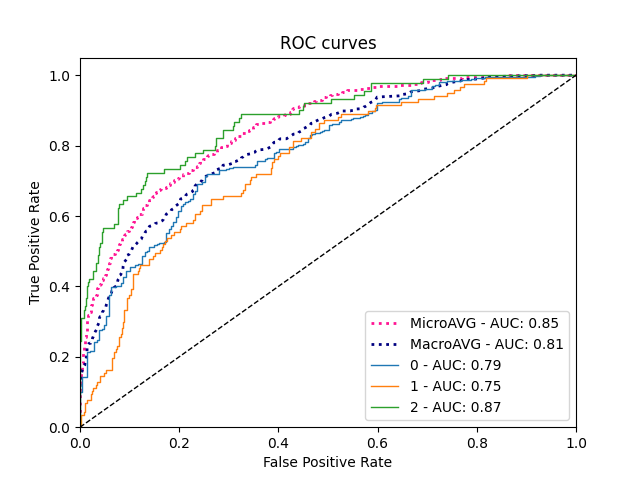 ROC curves
1.0
0.8
0.6
0.4
0.2
0.0
True Positive Rate
MicroAVG - AUC: 0.85
MacroAVG - AUC: 0.81
0 - AUC: 0.79
1 - AUC: 0.75
2 - AUC: 0.87
0.0 0.2 0.4 0.6 0.8 1.0
False Positive Rate